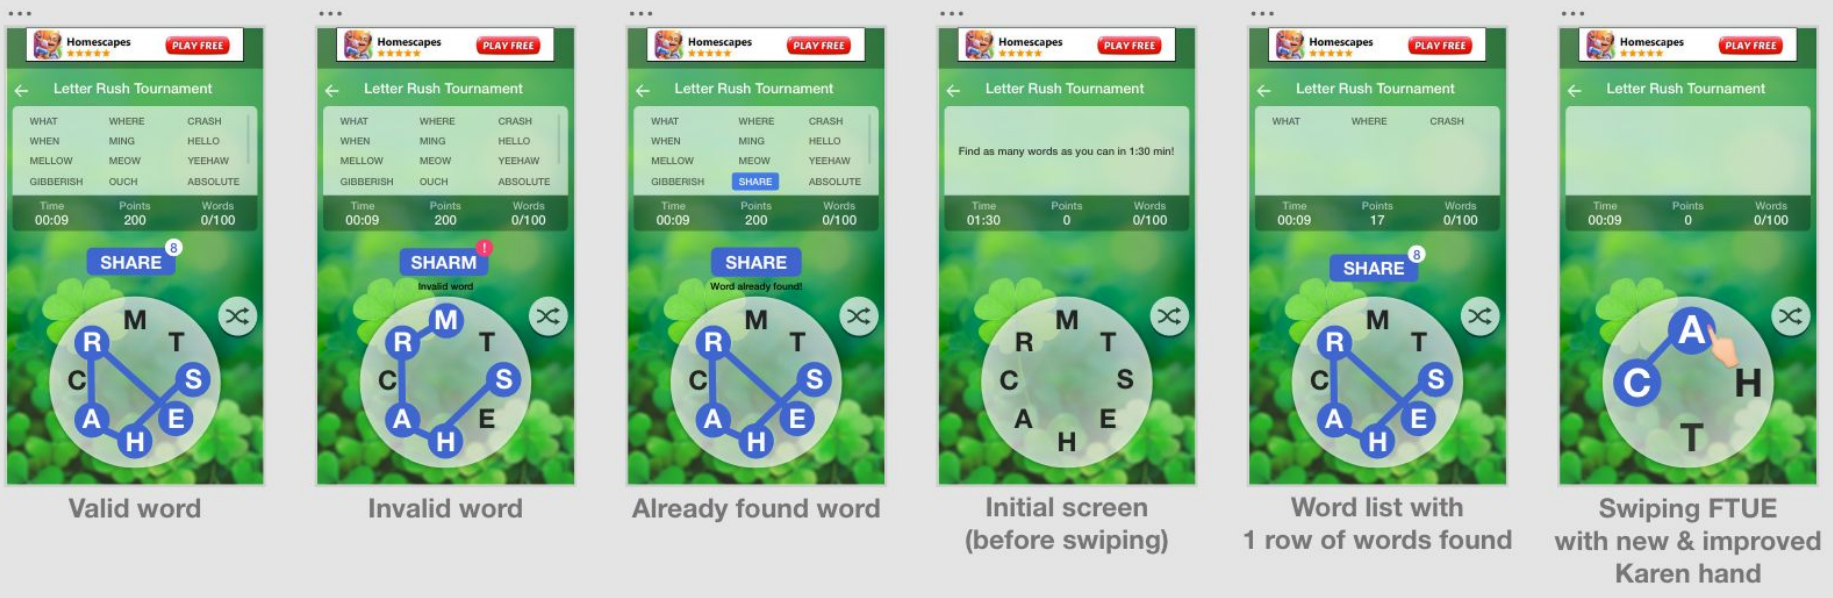 ...
Homescapes
PLAY FREE
Letter Rush Tournament
WHAT WHERE CRASH
WHEN MING HELLO
MELLOW MEOW YEEHAW
GIBBERISH OUCH ABSOLUTE
Time Points Words
00:09 200 0/100
SHARE 8
M
R T
C S
A E
H
Valid word
...
Homescapes
PLAY FREE
Letter Rush Tournament
WHAT WHERE CRASH
WHEN MING HELLO
MELLOW MEOW YEEHAW
GIBBERISH OUCH ABSOLUTE
Time Points Words
00:09 200 0/100
SHARM !
Invalid word
M
R T
C S
A E
H
Invalid word
...
Homescapes
PLAY FREE
Letter Rush Tournament
WHAT WHERE CRASH
WHEN MING HELLO
MELLOW MEOW YEEHAW
GIBBERISH SHARE ABSOLUTE
Time Points Words
00:09 200 0/100
SHARE
Word already found!
M
R T
C S
A E
H
Already found word
...
Homescapes
PLAY FREE
Letter Rush Tournament
Find as many words as you can in 1:30 min!
Time Points Words
01:30 0 0/100
M
R T
C S
A E
H
Initial screen
(before swiping)
...
Homescapes
PLAY FREE
Letter Rush Tournament
WHAT WHERE CRASH
Time Points Words
00:09 17 0/100
SHARE 8
M
R T
C S
A E
H
Word list with
1 row of words found
...
Homescapes
PLAY FREE
Letter Rush Tournament
Time Points Words
00:09 0 0/100
A
C H
T
Swiping FTUE
with new & improved
Karen hand